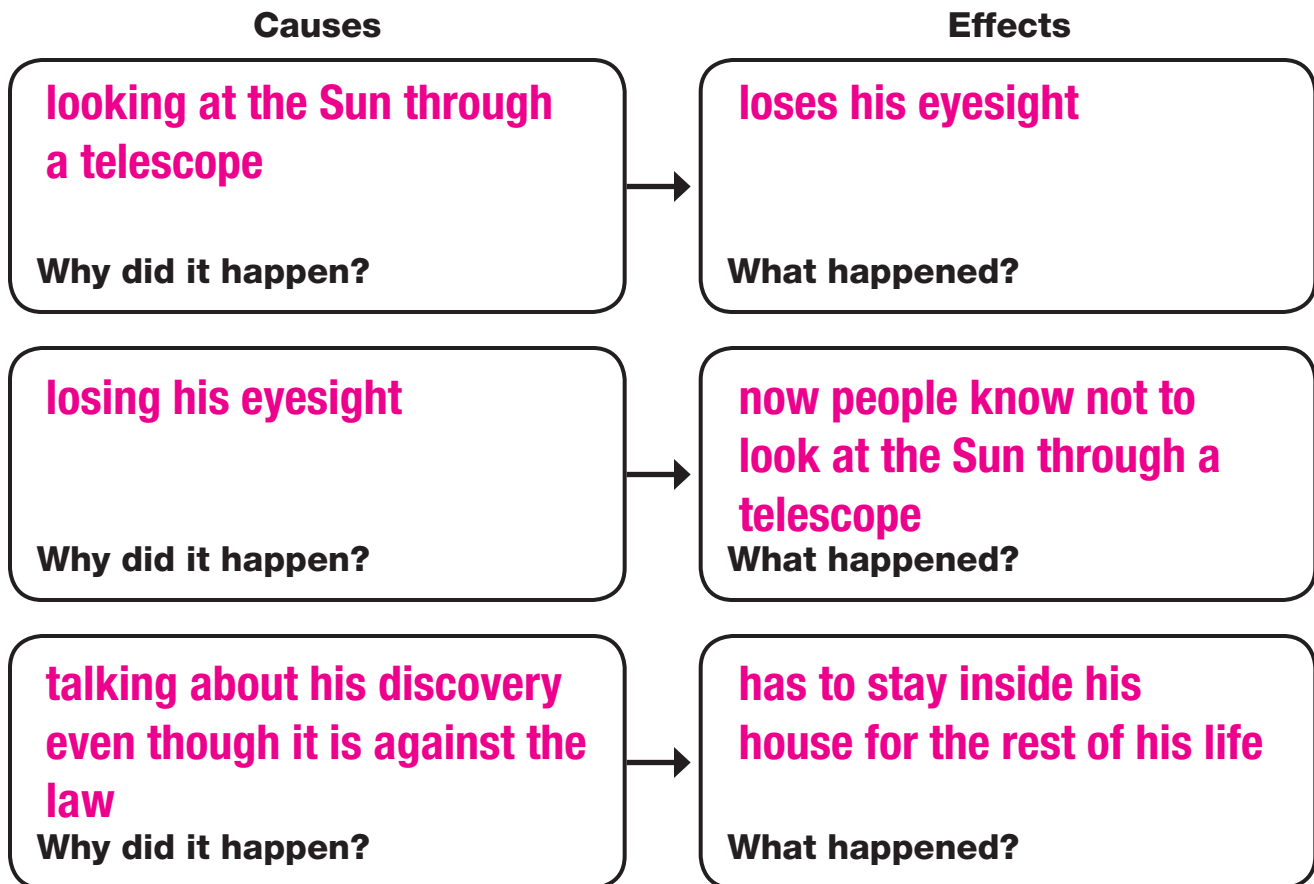 Causes
Effects
looking at the Sun through
a telescope
Why did it happen?
loses his eyesight
What happened?
losing his eyesight
Why did it happen?
now people know not to
look at the Sun through a
telescope
What happened?
talking about his discovery
even though it is against the
law
Why did it happen?
has to stay inside his
house for the rest of his life
What happened?